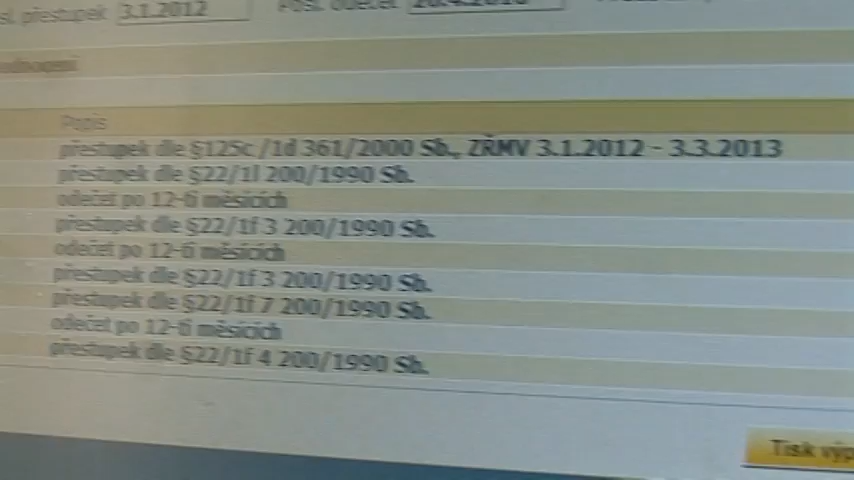 přestupek 3.1.2012 Posl. odečet
Popis
přestupek dle §125c /1d 361/2000 Sb., ZŘMV 3.1.2012 - 3.3.2013
přestupek dle §22/1l 200/1990 Sb.
odečet po 12-ti měsících
přestupek dle §22/1f 3 200/1990 Sb.
odečet po 12-ti měsících
přestupek dle §22/1f 3 200/1990 Sb.
přestupek dle §22/1f 7 200/1990 Sb.
odečet po 12-ti měsících
přestupek dle §22/1f 4 200/1990 Sb.
Tisk